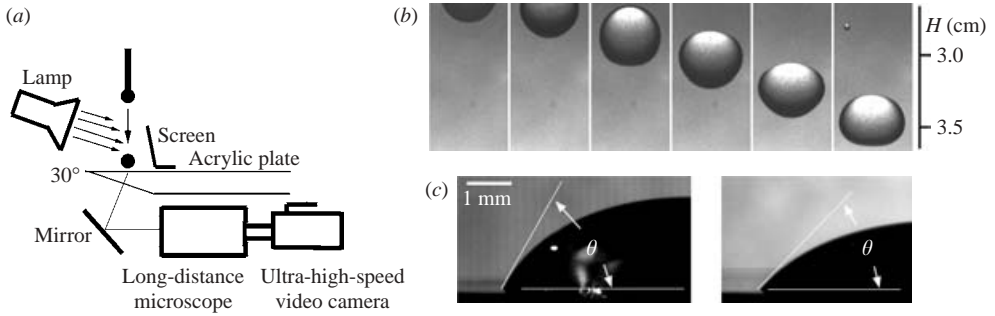 (a)
Lamp
Screen
Acrylic plate
30°
Mirror
Long-distance
microscope
Ultra-high-speed
video camera
(b)
H (cm)
3.0
3.5
(c)
1 mm
θ
θ